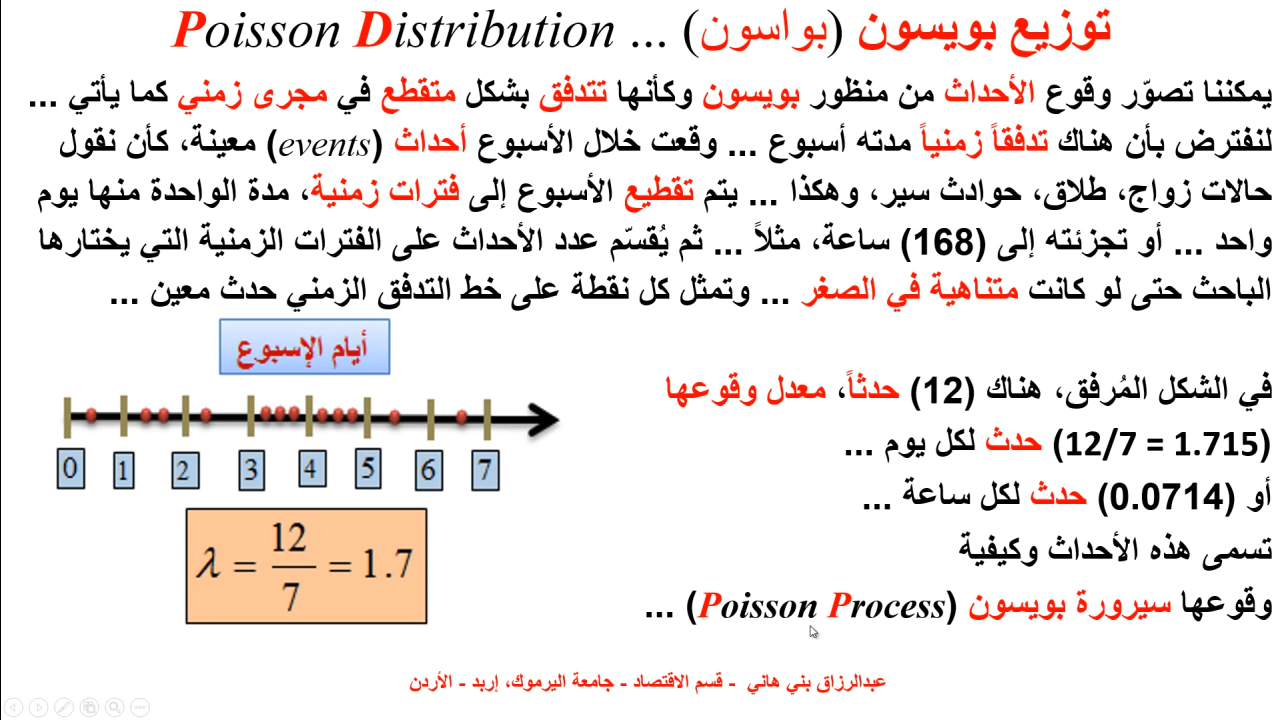 توزيع بويسون (بواسون) ... Poisson Distribution
يمكننا تصوّر وقوع الأحداث من منظور بويسون وكأنها تتدفق بشكل متقطع في مجرى زمني كما يأتي ...
لنفترض بأن هناك تدفقاً زمنياً مدته أسبوع ... وقعت خلال الأسبوع أحداث (events) معينة، كأن نقول
حالات زواج، طلاق، حوادث سير، وهكذا ... يتم تقطيع الأسبوع إلى فترات زمنية، مدة الواحدة منها يوم
واحد ... أو تجزئته إلى (168) ساعة، مثلاً ... ثم يُقسّم عدد الأحداث على الفترات الزمنية التي يختارها
الباحث حتى لو كانت متناهية في الصغر ... وتمثل كل نقطة على خط التدفق الزمني حدث معين ...
أيام الإسبوع
0 1 2 3 4 5 6 7
λ = 12/7 = 1.7
في الشكل المُرفق، هناك (12) حدثاً، معدل وقوعها
(12/7 = 1.715) حدث لكل يوم ...
أو (0.0714) حدث لكل ساعة ...
تسمى هذه الأحداث وكيفية
وقوعها سيرورة بويسون (Poisson Process) ...
عبدالرزاق بني هاني - قسم الاقتصاد - جامعة اليرموك، إربد - الأردن